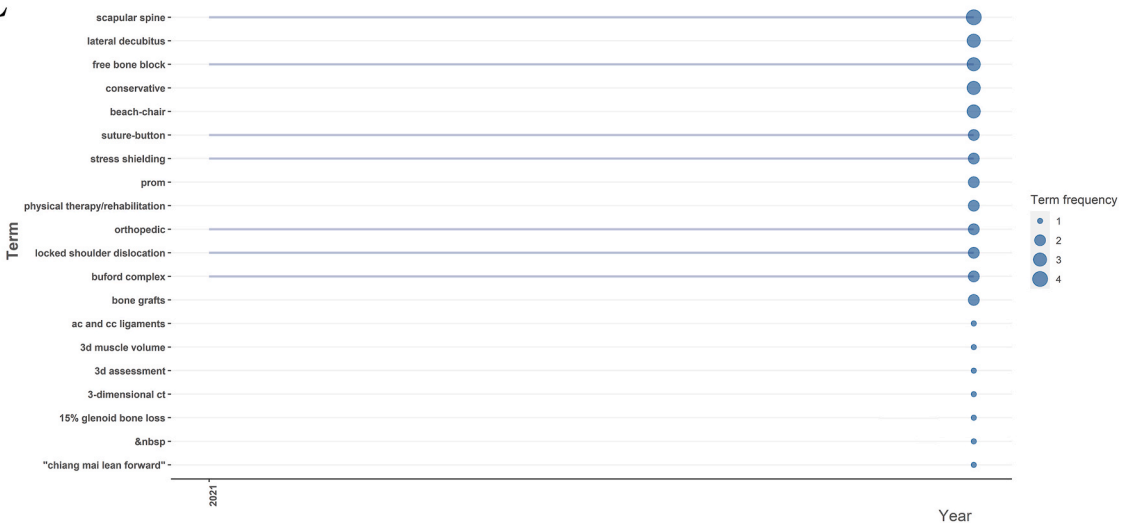 scapular spine
lateral decubitus
free bone block
conservative
beach-chair
suture-button
stress shielding
prom
physical therapy/rehabilitation
orthopedic
locked shoulder dislocation
buford complex
bone grafts
ac and cc ligaments
3d muscle volume
3d assessment
3-dimensional ct
15% glenoid bone loss
&nbsp
"chiang mai lean forward"
Term
2021
Year
Term frequency
1
2
3
4